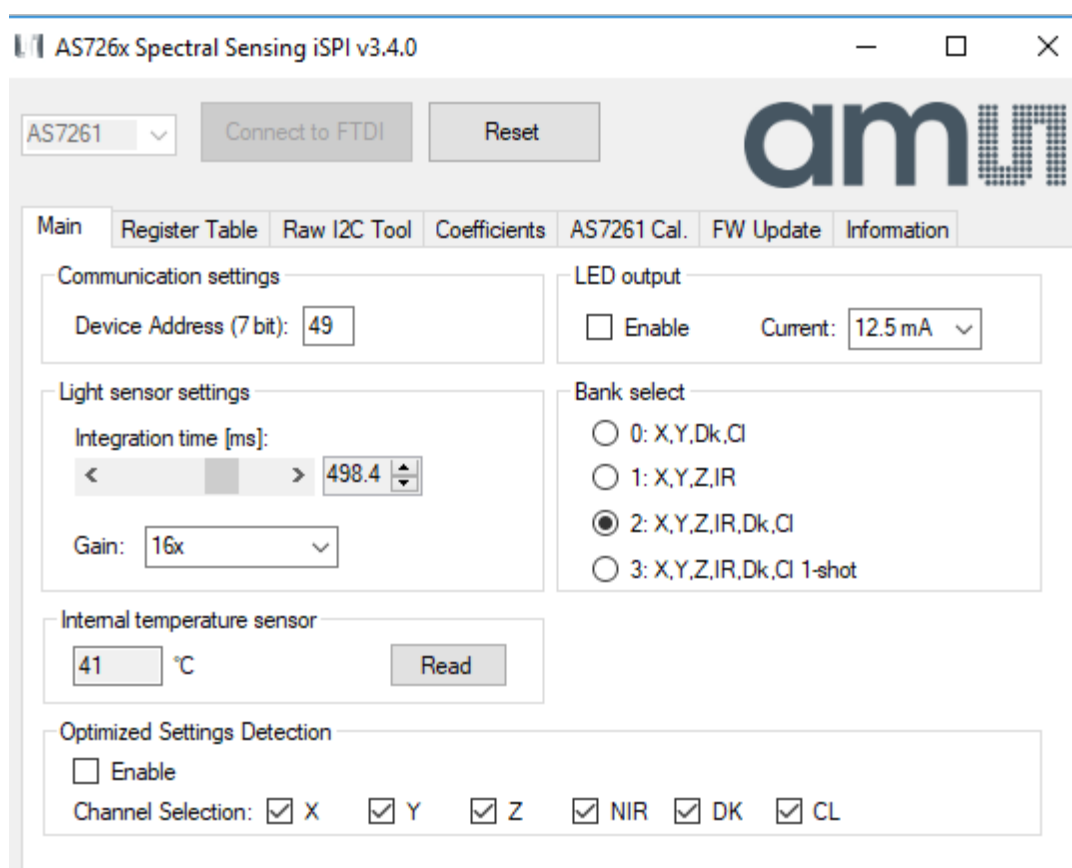 AS726x Spectral Sensing iSPI v3.4.0
AS7261 Connect to FTDI Reset
am
Main Register Table Raw I2C Tool Coefficients AS7261 Cal. FW Update Information
Communication settings
Device Address (7 bit): 49
LED output
Enable Current: 12.5 mA
Light sensor settings
Integration time [ms]:
498.4
Gain: 16x
Bank select
0: X,Y,Dk,Cl
1: X,Y,Z,IR
2: X,Y,Z,IR,Dk,Cl
3: X,Y,Z,IR,Dk,Cl 1-shot
Internal temperature sensor
41 °C Read
Optimized Settings Detection
Enable
Channel Selection: X Y Z NIR DK CL